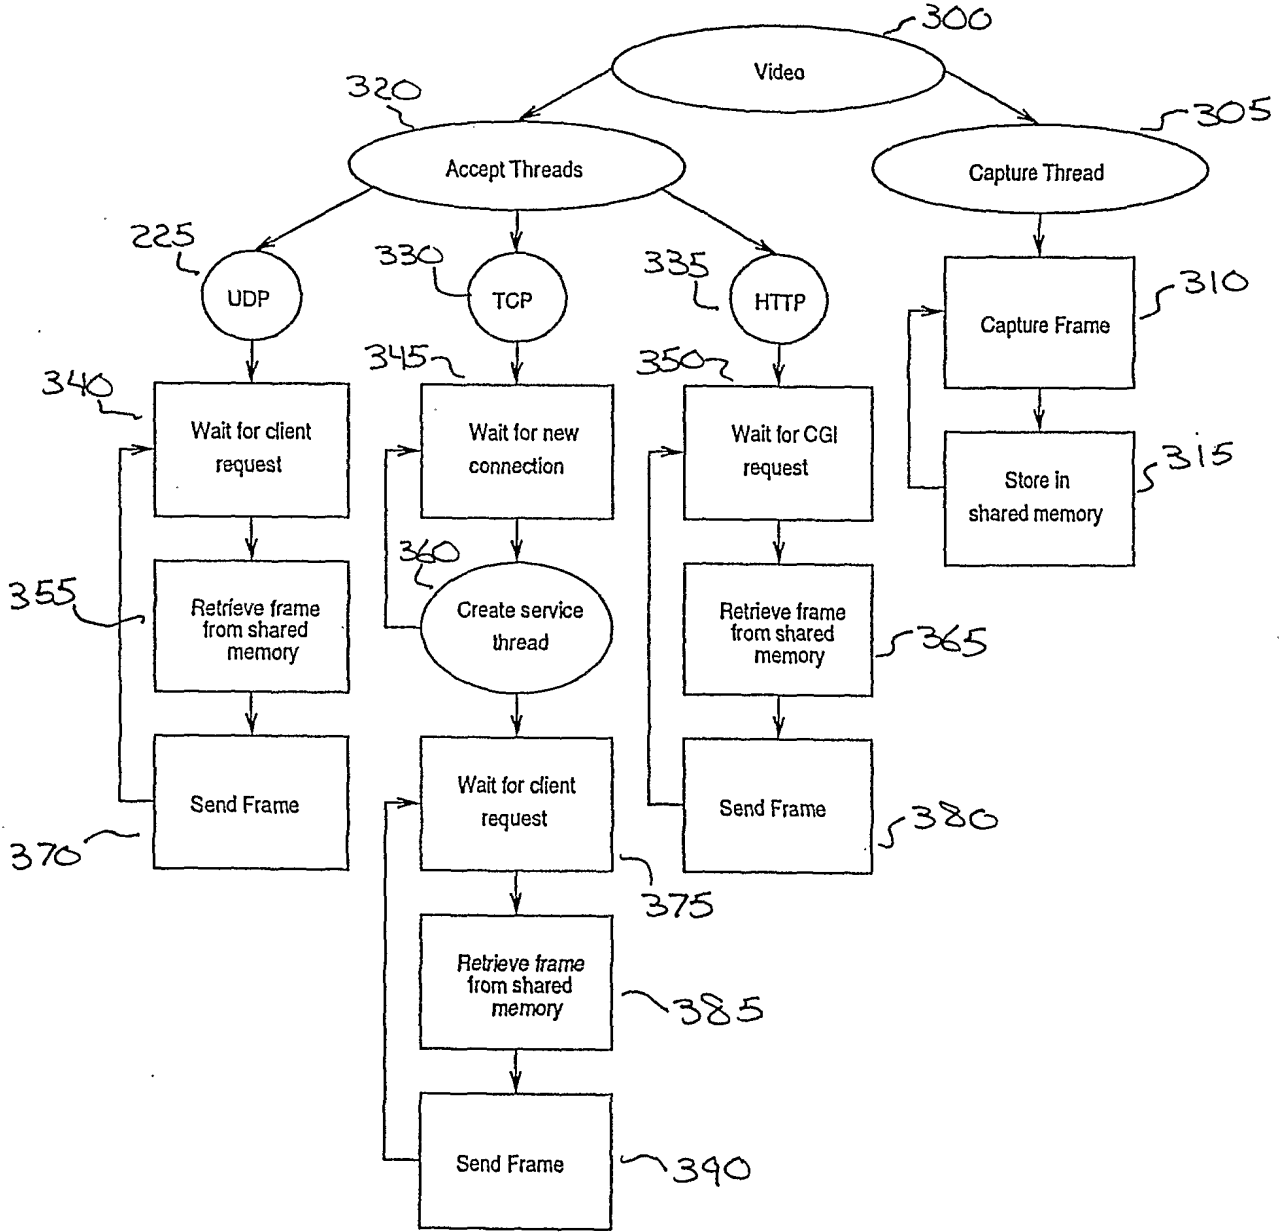 300
Video
320
305
Accept Threads
Capture Thread
225
UDP
330
TCP
335
HTTP
310
Capture Frame
340
Wait for client
request
345
Wait for new
connection
350
Wait for CGI
request
315
Store in
shared memory
355
Retrieve frame
from shared
memory
360
Create service
thread
365
Retrieve frame
from shared
memory
370
Send Frame
375
Wait for client
request
380
Send Frame
385
Retrieve frame
from shared
memory
390
Send Frame